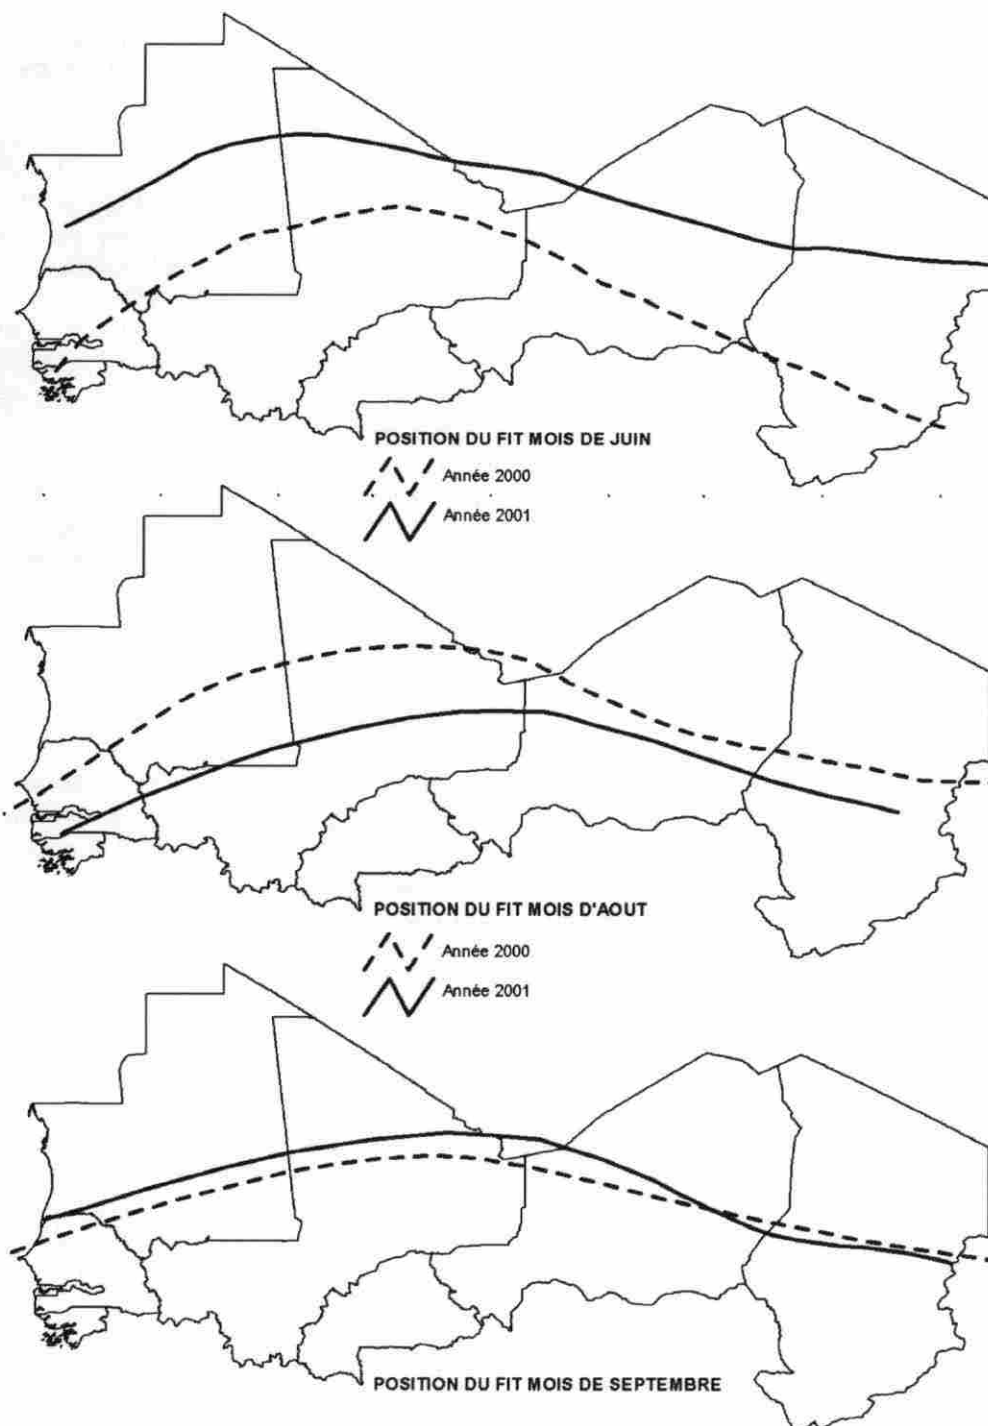 POSITION DU FIT MOIS DE JUIN
Année 2000
Année 2001
POSITION DU FIT MOIS D'AOUT
Année 2000
Année 2001
POSITION DU FIT MOIS DE SEPTEMBRE